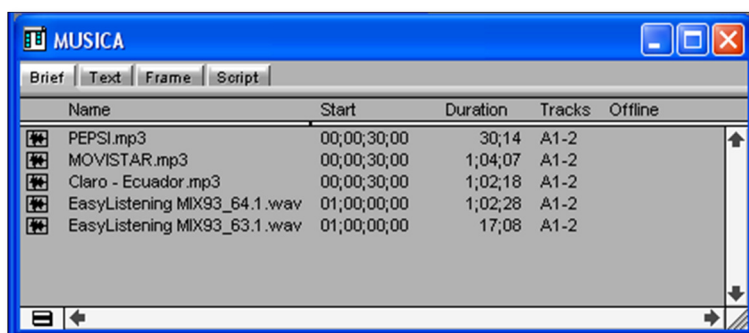 MUSICA
Brief Text Frame Script
Name Start Duration Tracks Offline
PEPSI.mp3 00;00;30;00 30;14 A1-2
MOVISTAR.mp3 00;00;30;00 1;04;07 A1-2
Claro - Ecuador.mp3 00;00;30;00 1;02;18 A1-2
EasyListening MIX93_64.1.wav 01;00;00;00 1;02;28 A1-2
EasyListening MIX93_63.1.wav 01;00;00;00 17;08 A1-2